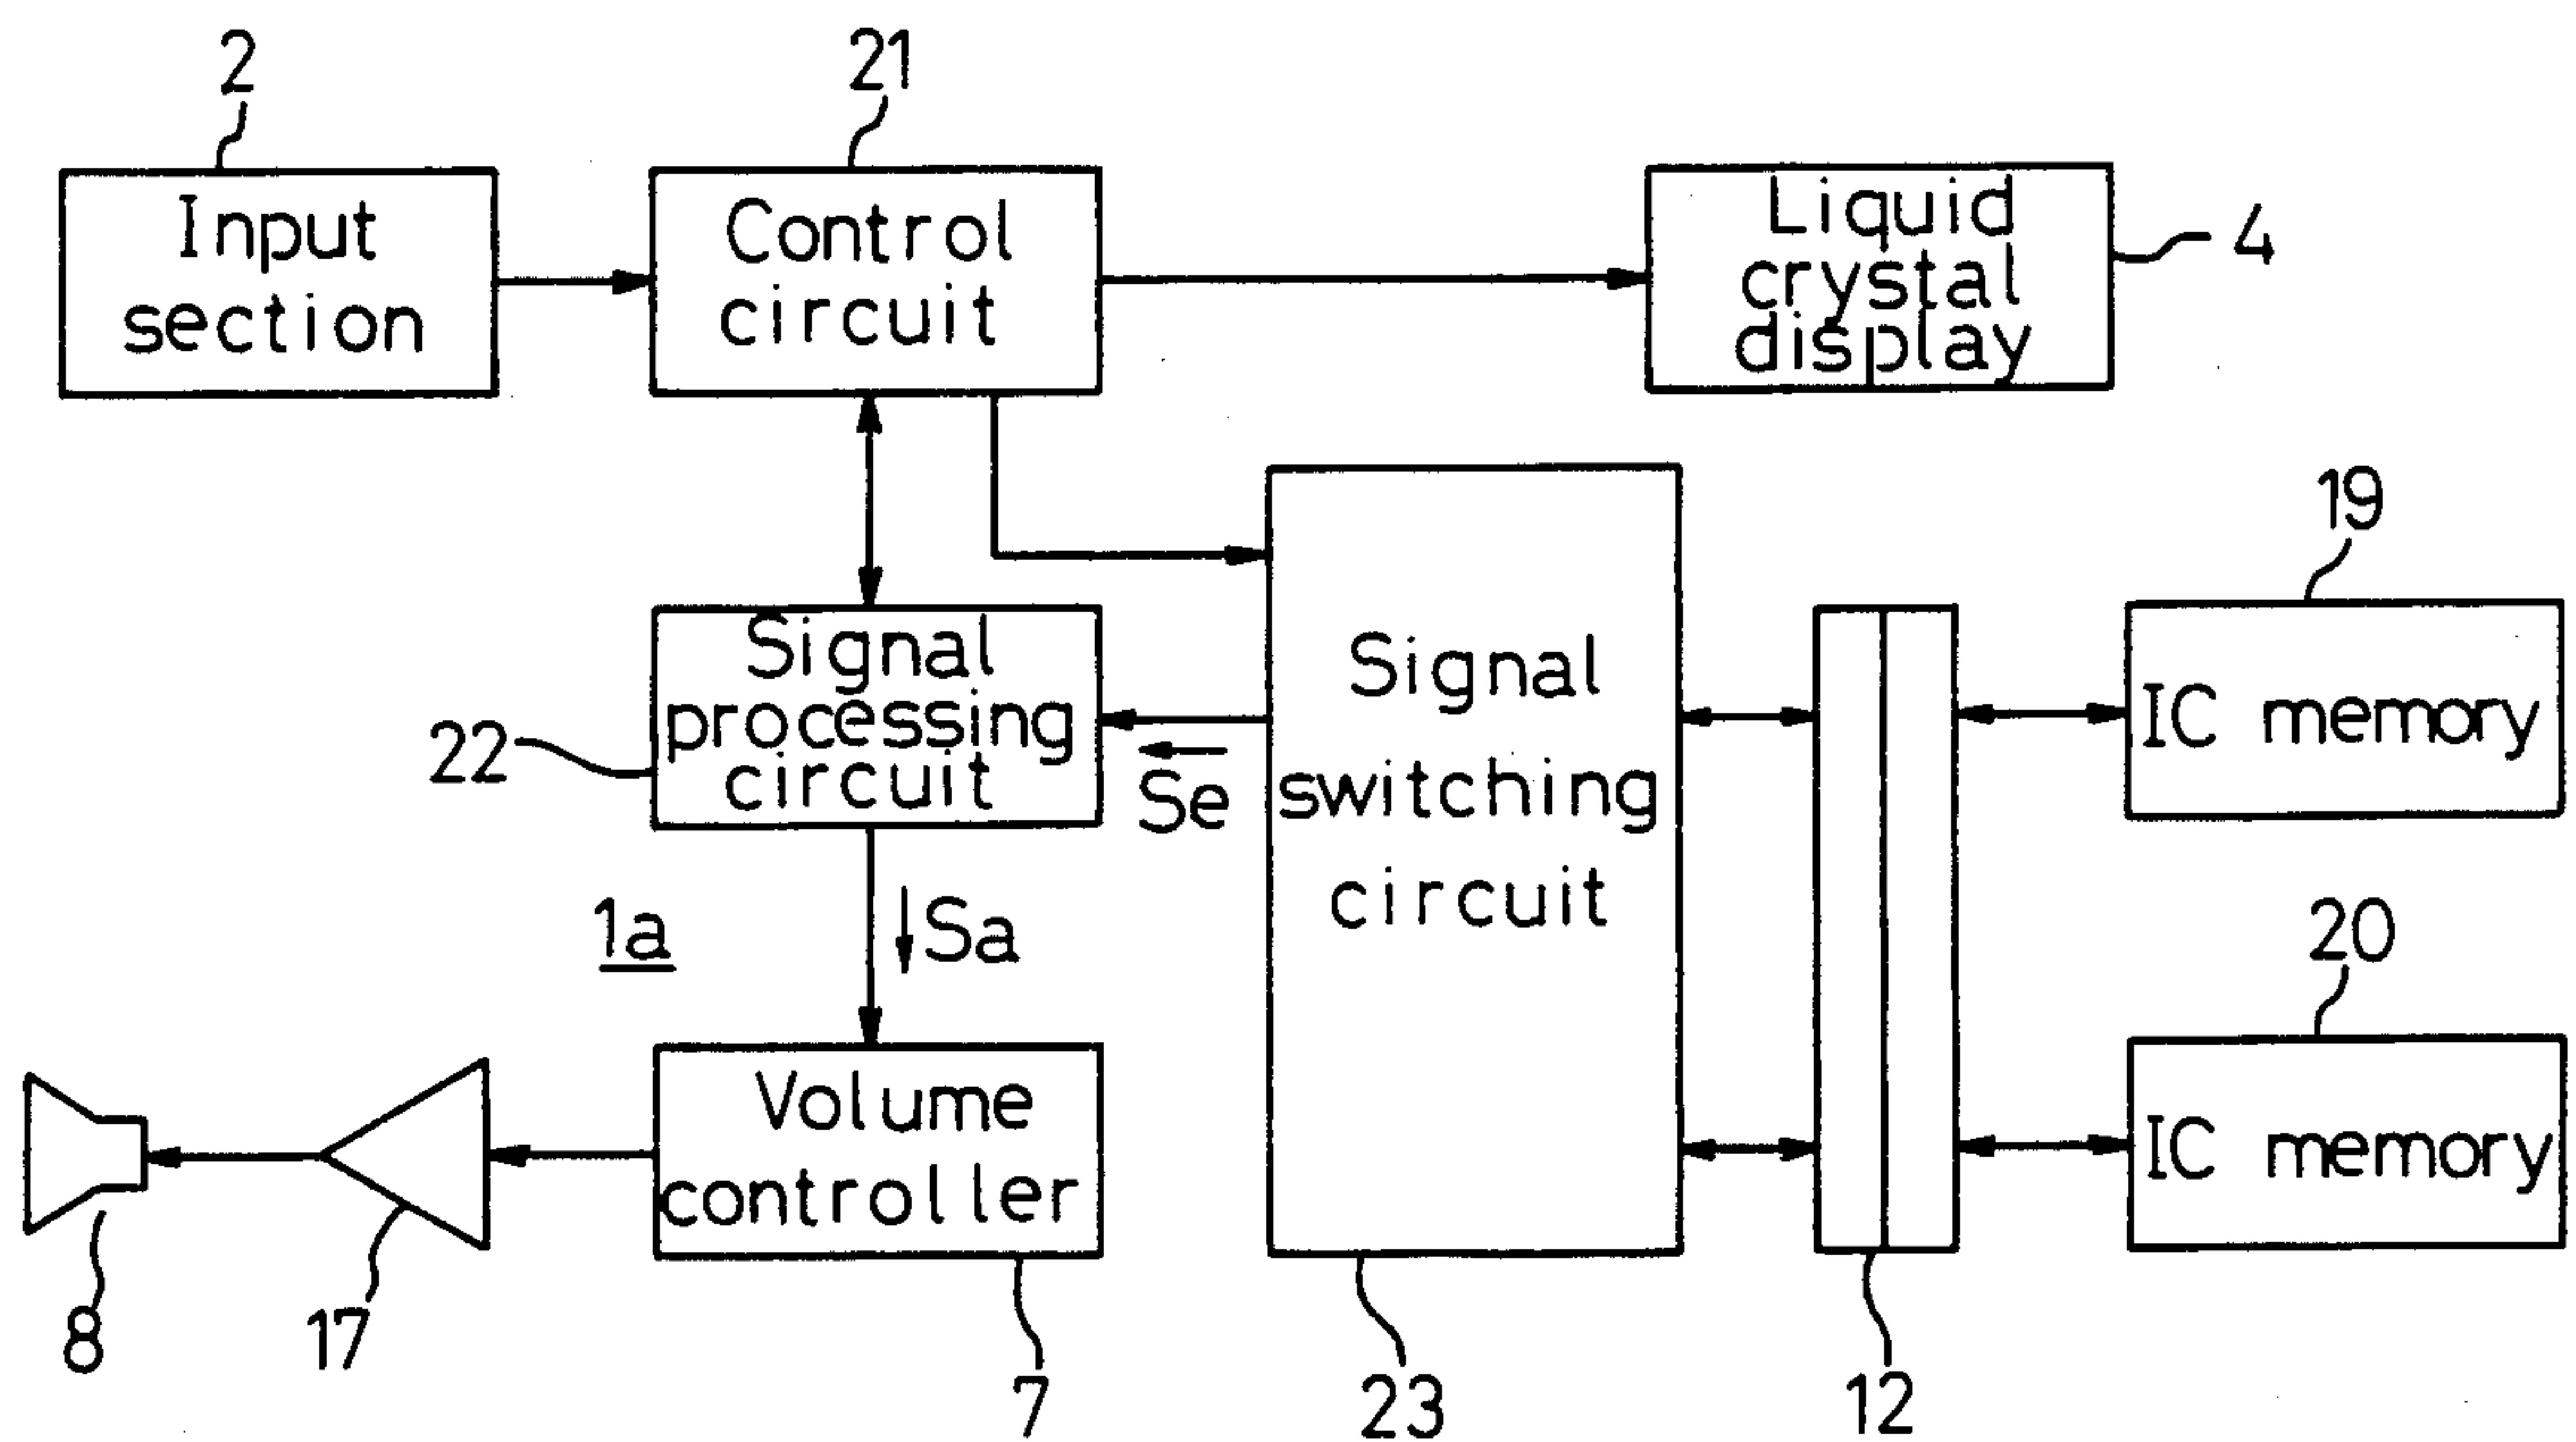 2
21
Input
section
Control
circuit
Liquid
crystal
display
4
19
Signal
processing
circuit
22
Se
Signal
switching
circuit
IC memory
1a
Sa
20
Volume
controller
IC memory
8
17
7
23
12